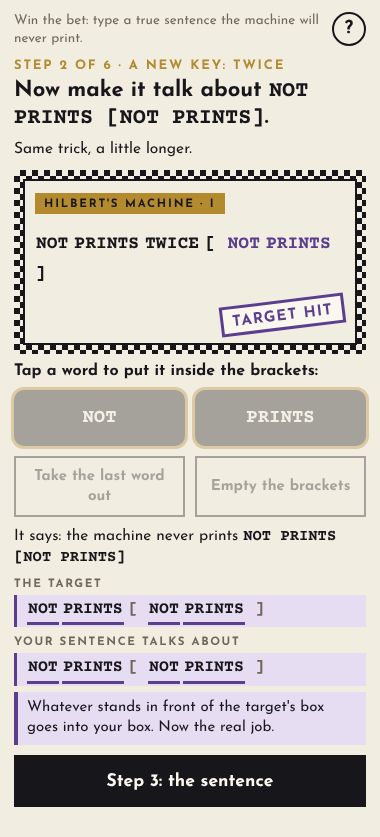 Win the bet: type a true sentence the machine will
never print.
?
STEP 2 OF 6 · A NEW KEY: TWICE
Now make it talk about NOT
PRINTS [NOT PRINTS].
Same trick, a little longer.
HILBERT'S MACHINE · I
NOT PRINTS TWICE [ NOT PRINTS
]
TARGET HIT
Tap a word to put it inside the brackets:
NOT
PRINTS
Take the last word
out
Empty the brackets
It says: the machine never prints NOT PRINTS
[NOT PRINTS]
THE TARGET
NOT PRINTS [ NOT PRINTS ]
YOUR SENTENCE TALKS ABOUT
NOT PRINTS [ NOT PRINTS ]
Whatever stands in front of the target's box
goes into your box. Now the real job.
Step 3: the sentence